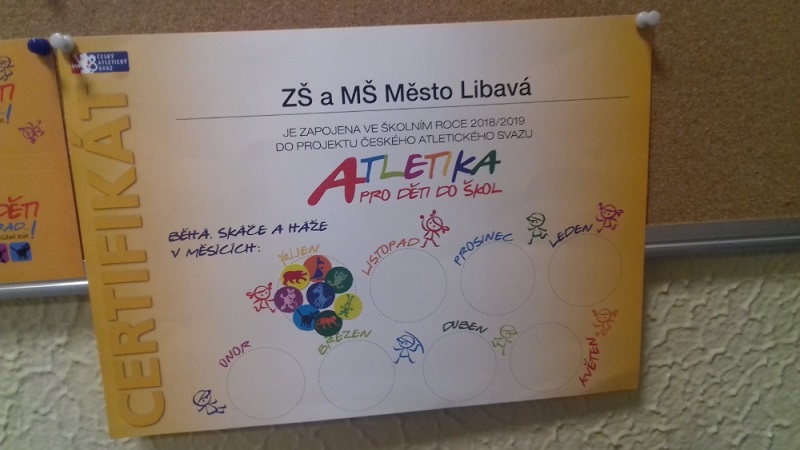 ČESKÝ
ATLETICKÝ
SVAZ
CERTIFIKÁT
ZŠ a MŠ Město Libavá
JE ZAPOJENA VE ŠKOLNÍM ROCE 2018/2019
DO PROJEKTU ČESKÉHO ATLETICKÉHO SVAZU
ATLETIKA
PRO DĚTI DO ŠKOL
BĚHÁ, SKÁČE A HÁŽE
V MĚSÍCÍCH:
ŘÍJEN
LISTOPAD
PROSINEC
LEDEN
ÚNOR
BŘEZEN
DUBEN
KVĚTEN
DĚTI